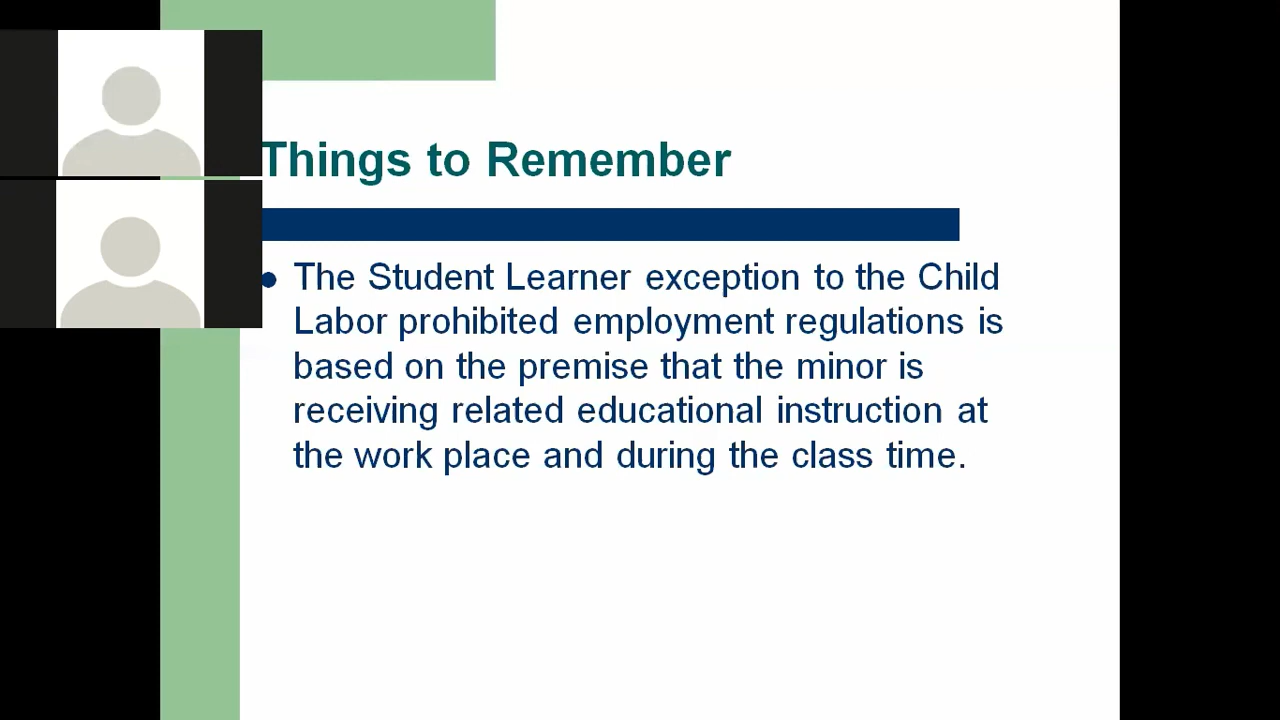 Things to Remember
The Student Learner exception to the Child
Labor prohibited employment regulations is
based on the premise that the minor is
receiving related educational instruction at
the work place and during the class time.